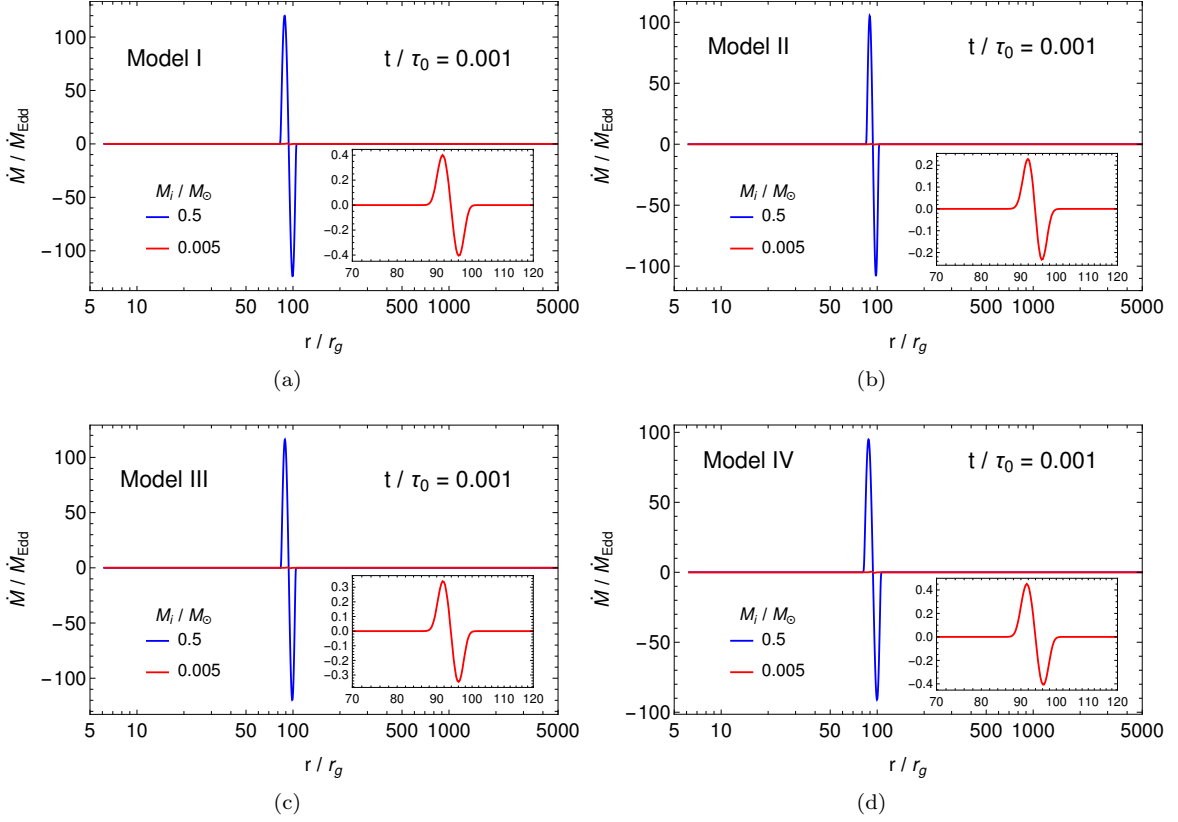 Model I
t / τ0 = 0.001
Ṁ / ṀEdd
100
50
0
−50
−100
Mi / M⊙
0.5
0.005
0.4
0.2
0.0
−0.2
−0.4
70 80 90 100 110 120
5 10 50 100 500 1000 5000
r / rg
(a)
Model II
t / τ0 = 0.001
Ṁ / ṀEdd
100
50
0
−50
−100
Mi / M⊙
0.5
0.005
0.2
0.1
0.0
−0.1
−0.2
70 80 90 100 110 120
5 10 50 100 500 1000 5000
r / rg
(b)
Model III
t / τ0 = 0.001
Ṁ / ṀEdd
100
50
0
−50
−100
Mi / M⊙
0.5
0.005
0.3
0.2
0.1
0.0
−0.1
−0.2
−0.3
70 80 90 100 110 120
5 10 50 100 500 1000 5000
r / rg
(c)
Model IV
t / τ0 = 0.001
Ṁ / ṀEdd
100
50
0
−50
−100
Mi / M⊙
0.5
0.005
0.4
0.2
0.0
−0.2
−0.4
70 80 90 100 110 120
5 10 50 100 500 1000 5000
r / rg
(d)